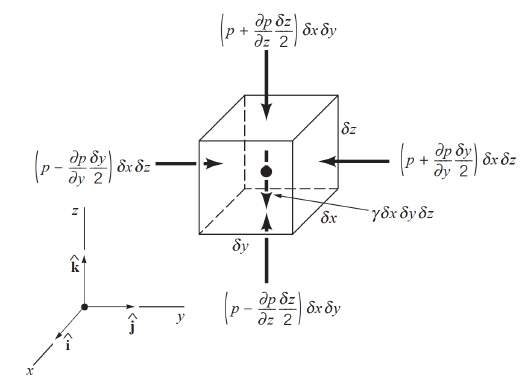 (p + ∂p/∂z δz/2) δx δy
δz
(p − ∂p/∂y δy/2) δx δz
(p + ∂p/∂y δy/2) δx δz
δx
γ δx δy δz
δy
z
k̂
(p − ∂p/∂z δz/2) δx δy
ĵ
y
î
x